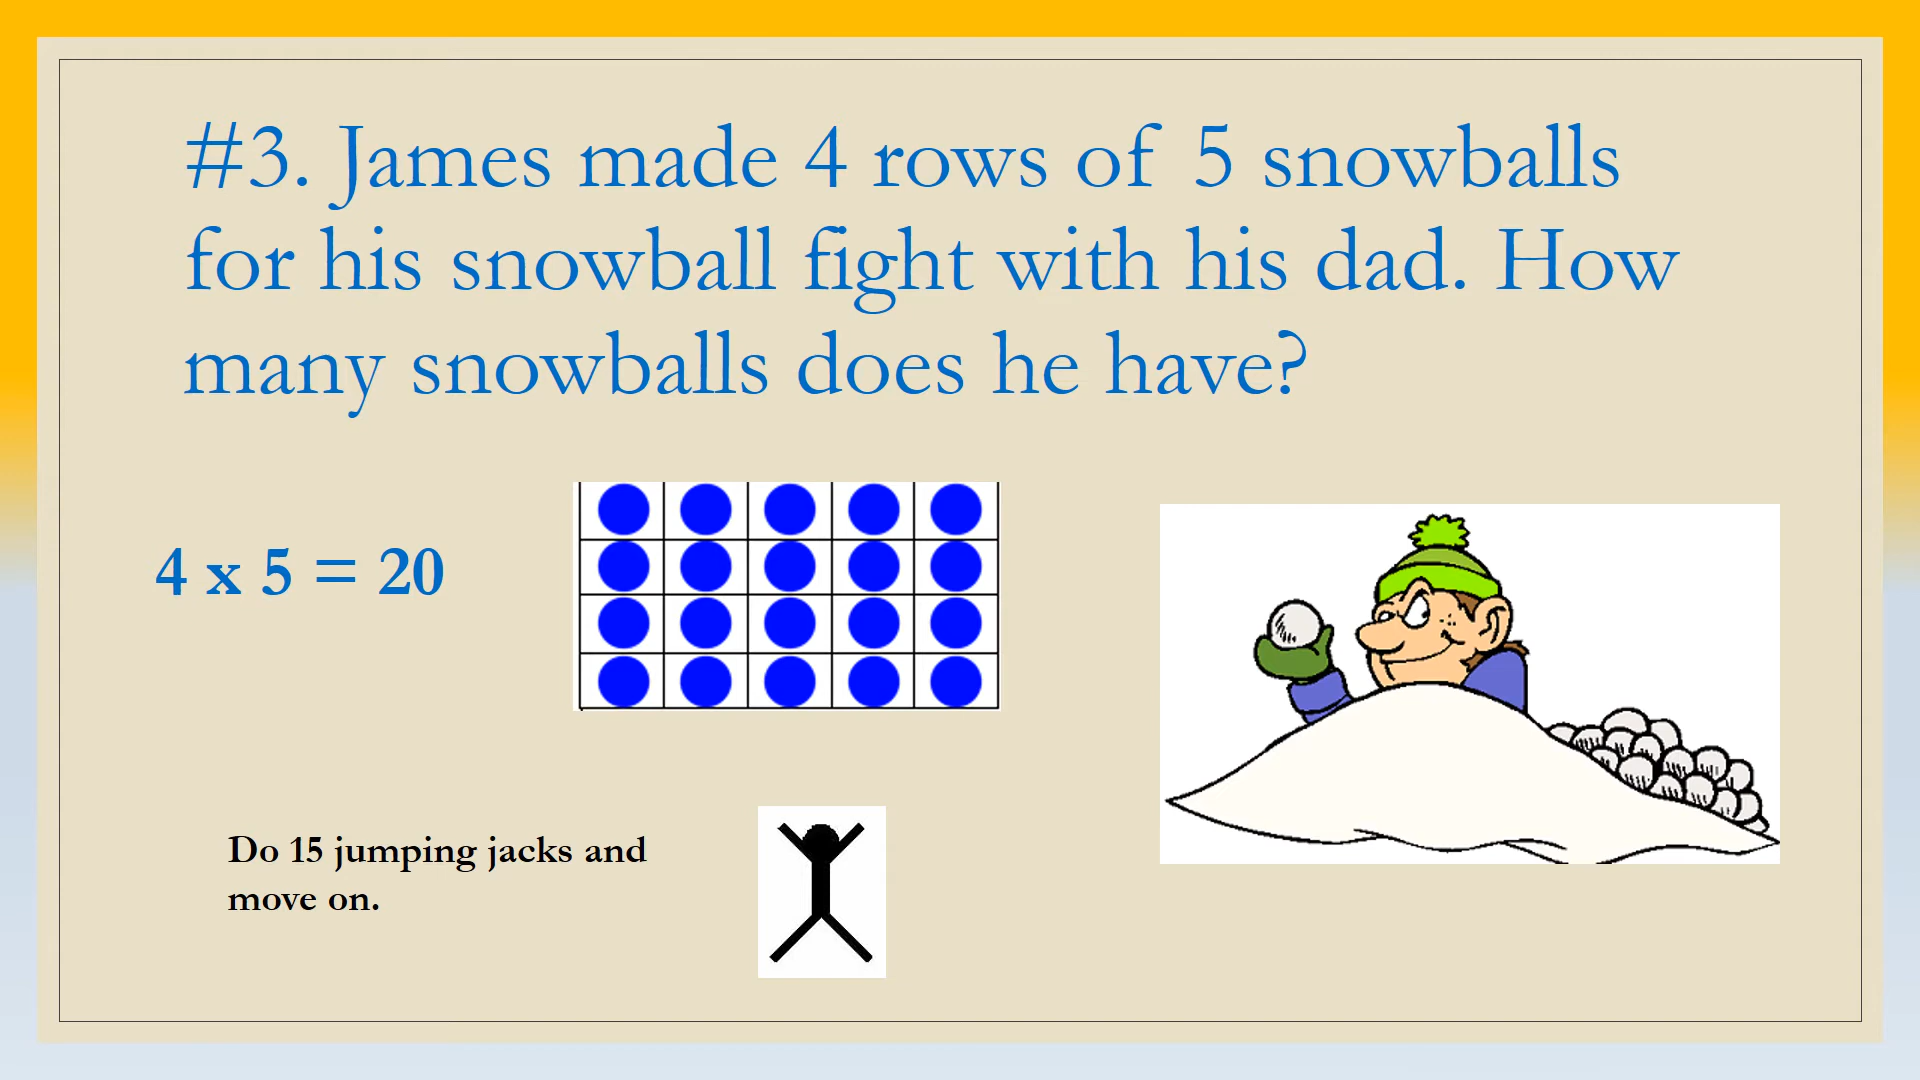 #3. James made 4 rows of 5 snowballs
for his snowball fight with his dad. How
many snowballs does he have?
4 x 5 = 20
Do 15 jumping jacks and
move on.